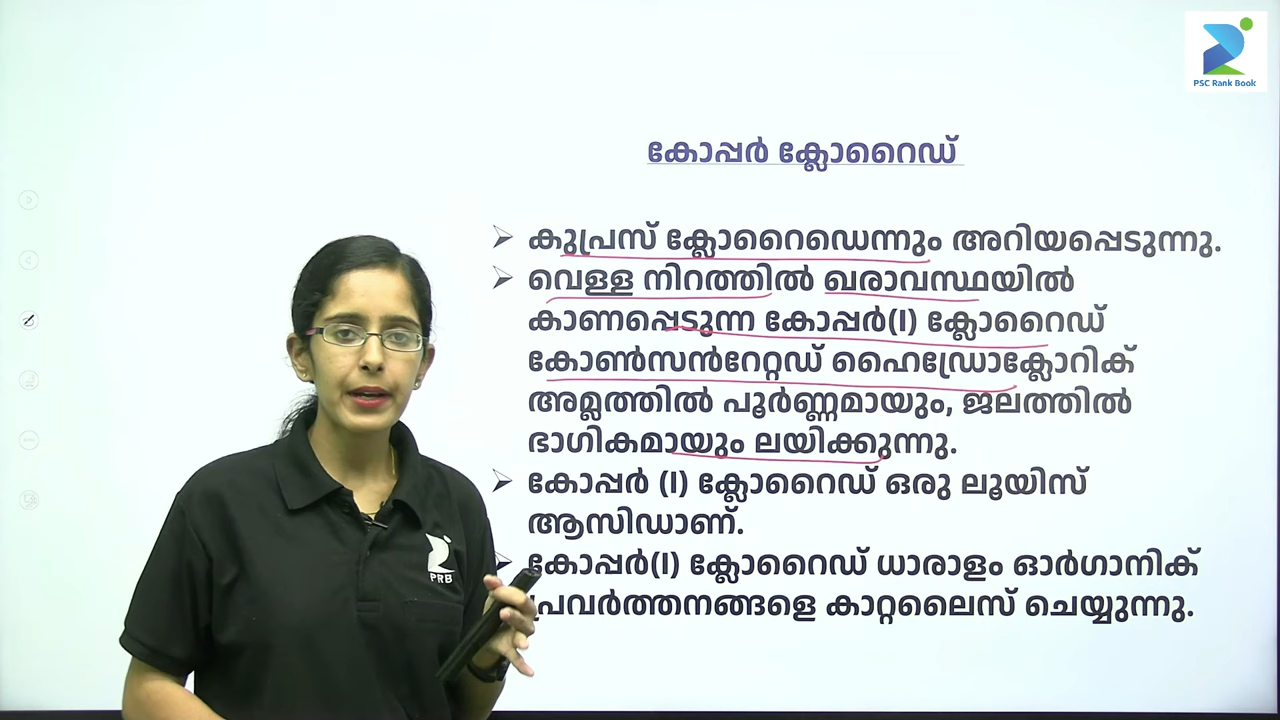 PSC Rank Book
കോപ്പർ ക്ലോറൈഡ്
കുപ്രസ് ക്ലോറൈഡെന്നും അറിയപ്പെടുന്നു.
വെള്ള നിറത്തിൽ ഖരാവസ്ഥയിൽ
കാണപ്പെടുന്ന കോപ്പർ(I) ക്ലോറൈഡ്
കോൺസൻറേറ്റഡ് ഹൈഡ്രോക്ലോറിക്
അമ്ലത്തിൽ പൂർണ്ണമായും, ജലത്തിൽ
ഭാഗികമായും ലയിക്കുന്നു.
കോപ്പർ (I) ക്ലോറൈഡ് ഒരു ലൂയിസ്
ആസിഡാണ്.
കോപ്പർ(I) ക്ലോറൈഡ് ധാരാളം ഓർഗാനിക്
പ്രവർത്തനങ്ങളെ കാറ്റലൈസ് ചെയ്യുന്നു.
PRB